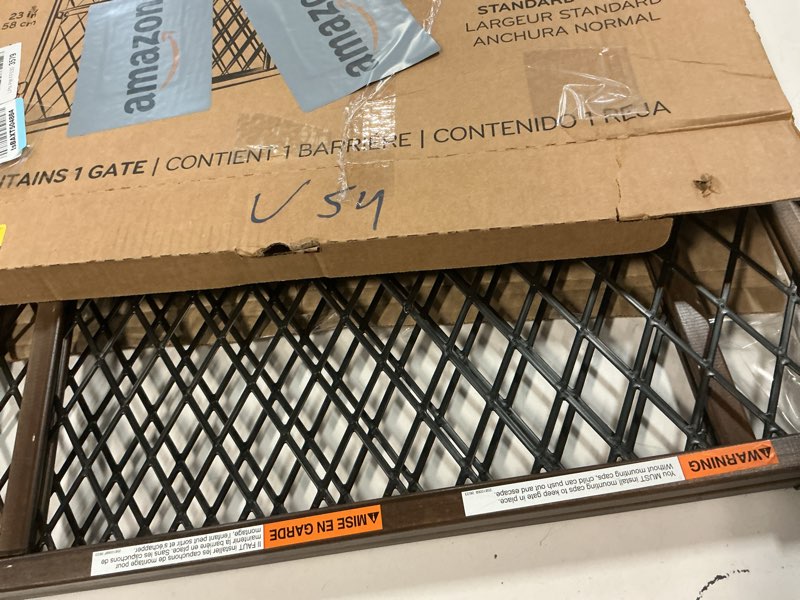 23 in
58 cm
amazon
amazon
STANDARD
LARGEUR STANDARD
ANCHURA NORMAL
3579
TAINS 1 GATE | CONTIENT 1 BARRIÈRE | CONTENIDO 1 REJA
V 54
WARNING
You MUST install mounting caps to keep gate in place.
Without mounting caps, child can push out and escape.
MISE EN GARDE
Il FAUT installer les capuchons de montage pour
maintenir la barrière en place. Sans les capuchons de
montage, l'enfant peut sortir et s'échapper.